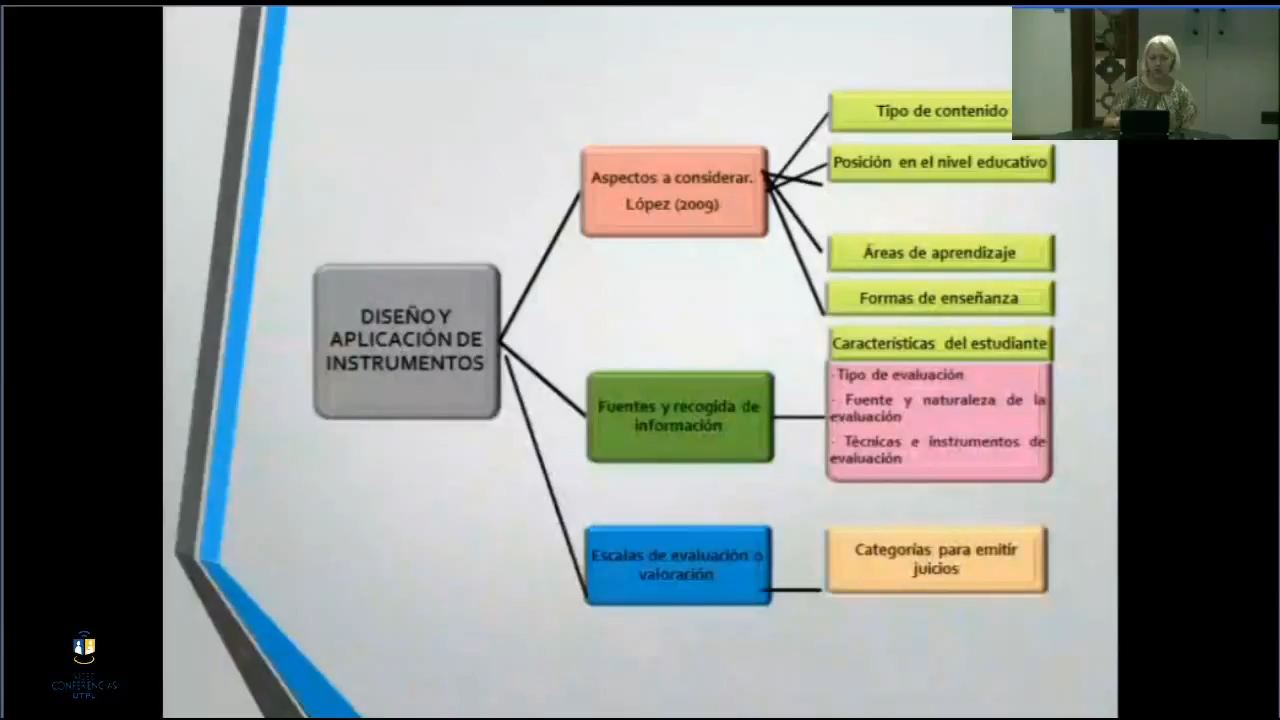 Tipo de contenido
Posición en el nivel educativo
Aspectos a considerar.
López (2009)
Áreas de aprendizaje
Formas de enseñanza
DISEÑO Y
APLICACIÓN DE
INSTRUMENTOS
Características del estudiante
Fuentes y recogida de
información
·Tipo de evaluación
· Fuente y naturaleza de la
evaluación
· Tècnicas e instrumentos de
evaluación
Escalas de evaluación o
valoración
Categorías para emitir
juicios
VIDEO
CONFERENCIAS
UTPL